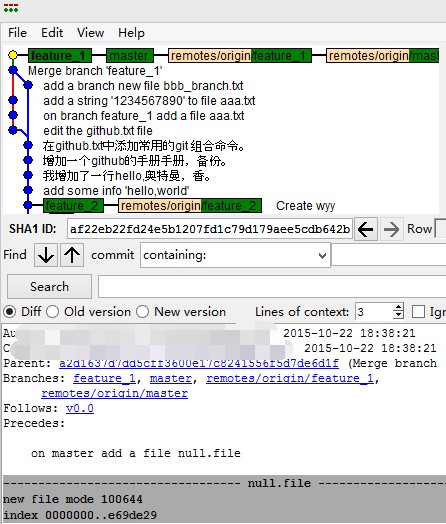 File Edit View Help
feature_1 master remotes/origin/feature_1 remotes/origin/mas
Merge branch 'feature_1'
add a branch new file bbb_branch.txt
add a string '1234567890' to file aaa.txt
on branch feature_1 add a file aaa.txt
edit the github.txt file
在github.txt中添加常用的git 组合命令。
增加一个github的手册手册，备份。
我增加了一行hello,奥特曼，香。
add some info 'hello,world'
feature_2 remotes/origin/feature_2 Create wyy
SHA1 ID: af22eb22fd24e5b1207fd1c79d179aee5cdb642b Row
Find commit containing:
Search
Diff Old version New version Lines of context: 3 Ign
Au 2015-10-22 18:38:21
C 2015-10-22 18:38:21
Parent: a2d1637d7dd5cff3600e17c8241556f5d7de6d1f (Merge branch
Branches: feature_1, master, remotes/origin/feature_1,
remotes/origin/master
Follows: v0.0
Precedes:
on master add a file null.file
null.file
new file mode 100644
index 0000000..e69de29